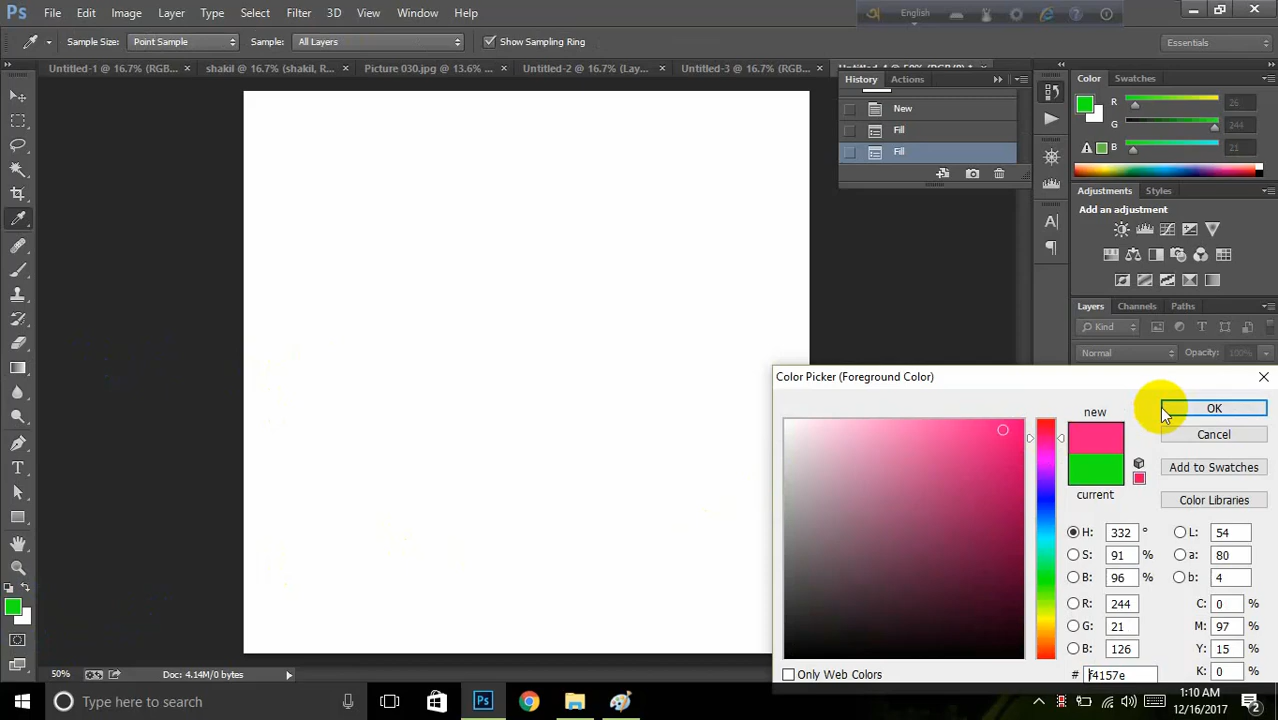 Ps File Edit Image Layer Type Select Filter 3D View Window Help
English
Sample Size: Point Sample Sample: All Layers Show Sampling Ring
Essentials
Untitled-1 @ 16.7% (RGB... × shakil @ 16.7% (shakil, R... × Picture 030.jpg @ 13.6% ... × Untitled-2 @ 16.7% (Lay... × Untitled-3 @ 16.7% (RGB... ×
History Actions
New
Fill
Fill
Color Swatches
R 26
G 244
B 21
Adjustments Styles
Add an adjustment
Layers Channels Paths
Kind
Normal Opacity: 100%
Color Picker (Foreground Color)
new
current
OK
Cancel
Add to Swatches
Color Libraries
H: 332 ° L: 54
S: 91 % a: 80
B: 96 % b: 4
R: 244 C: 0 %
G: 21 M: 97 %
B: 126 Y: 15 %
# f4157e K: 0 %
Only Web Colors
50% Doc: 4.14M/0 bytes
Type here to search
Ps
1:10 AM
12/16/2017
2